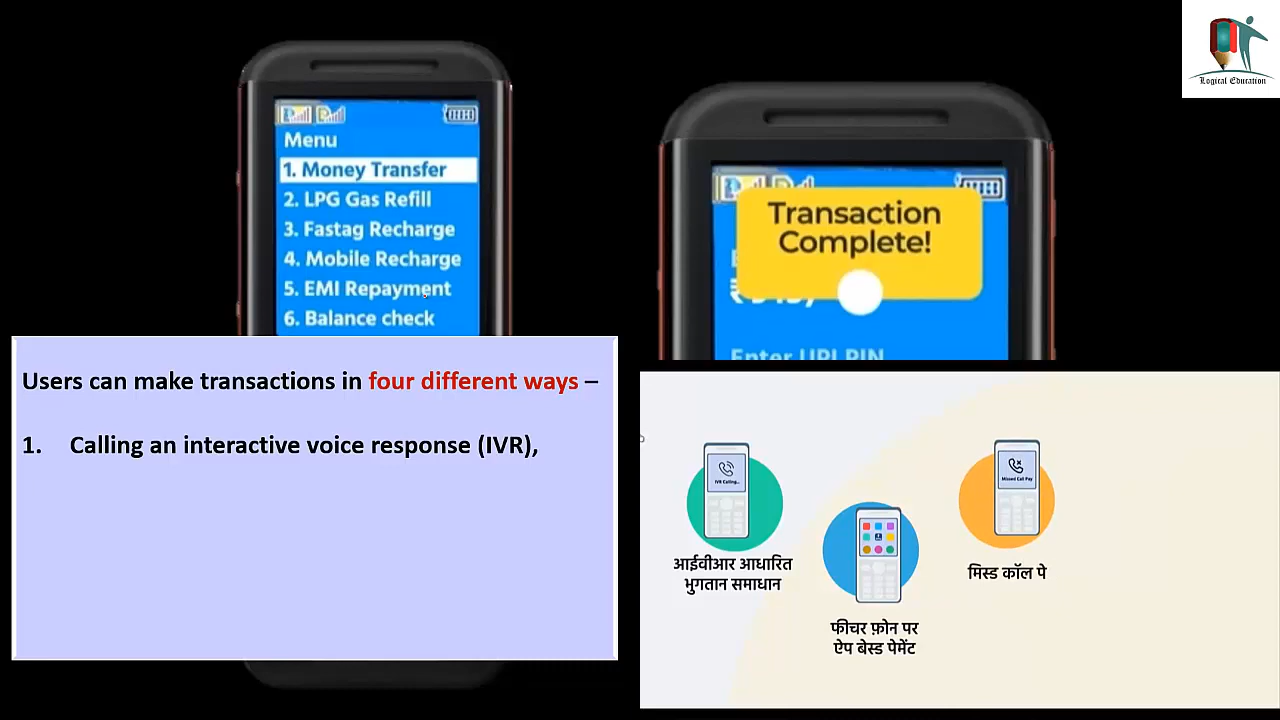 Logical Education
Menu
1. Money Transfer
2. LPG Gas Refill
3. Fastag Recharge
4. Mobile Recharge
5. EMI Repayment
6. Balance check
Transaction
Complete!
Enter UPI PIN
Users can make transactions in four different ways –
1. Calling an interactive voice response (IVR),
IVR Calling...
आईवीआर आधारित
भुगतान समाधान
फीचर फ़ोन पर
ऐप बेस्ड पेमेंट
Missed Call Pay
मिस्ड कॉल पे